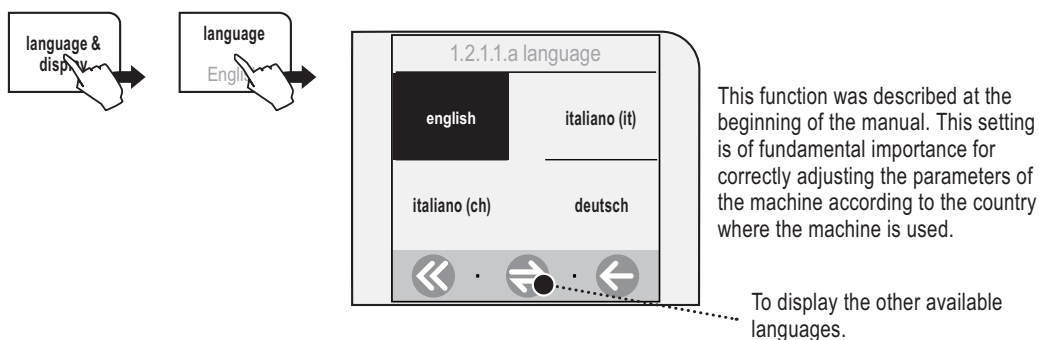 language &
display
language
English
1.2.1.1.a language
english
italiano (it)
italiano (ch)
deutsch
This function was described at the
beginning of the manual. This setting
is of fundamental importance for
correctly adjusting the parameters of
the machine according to the country
where the machine is used.
To display the other available
languages.